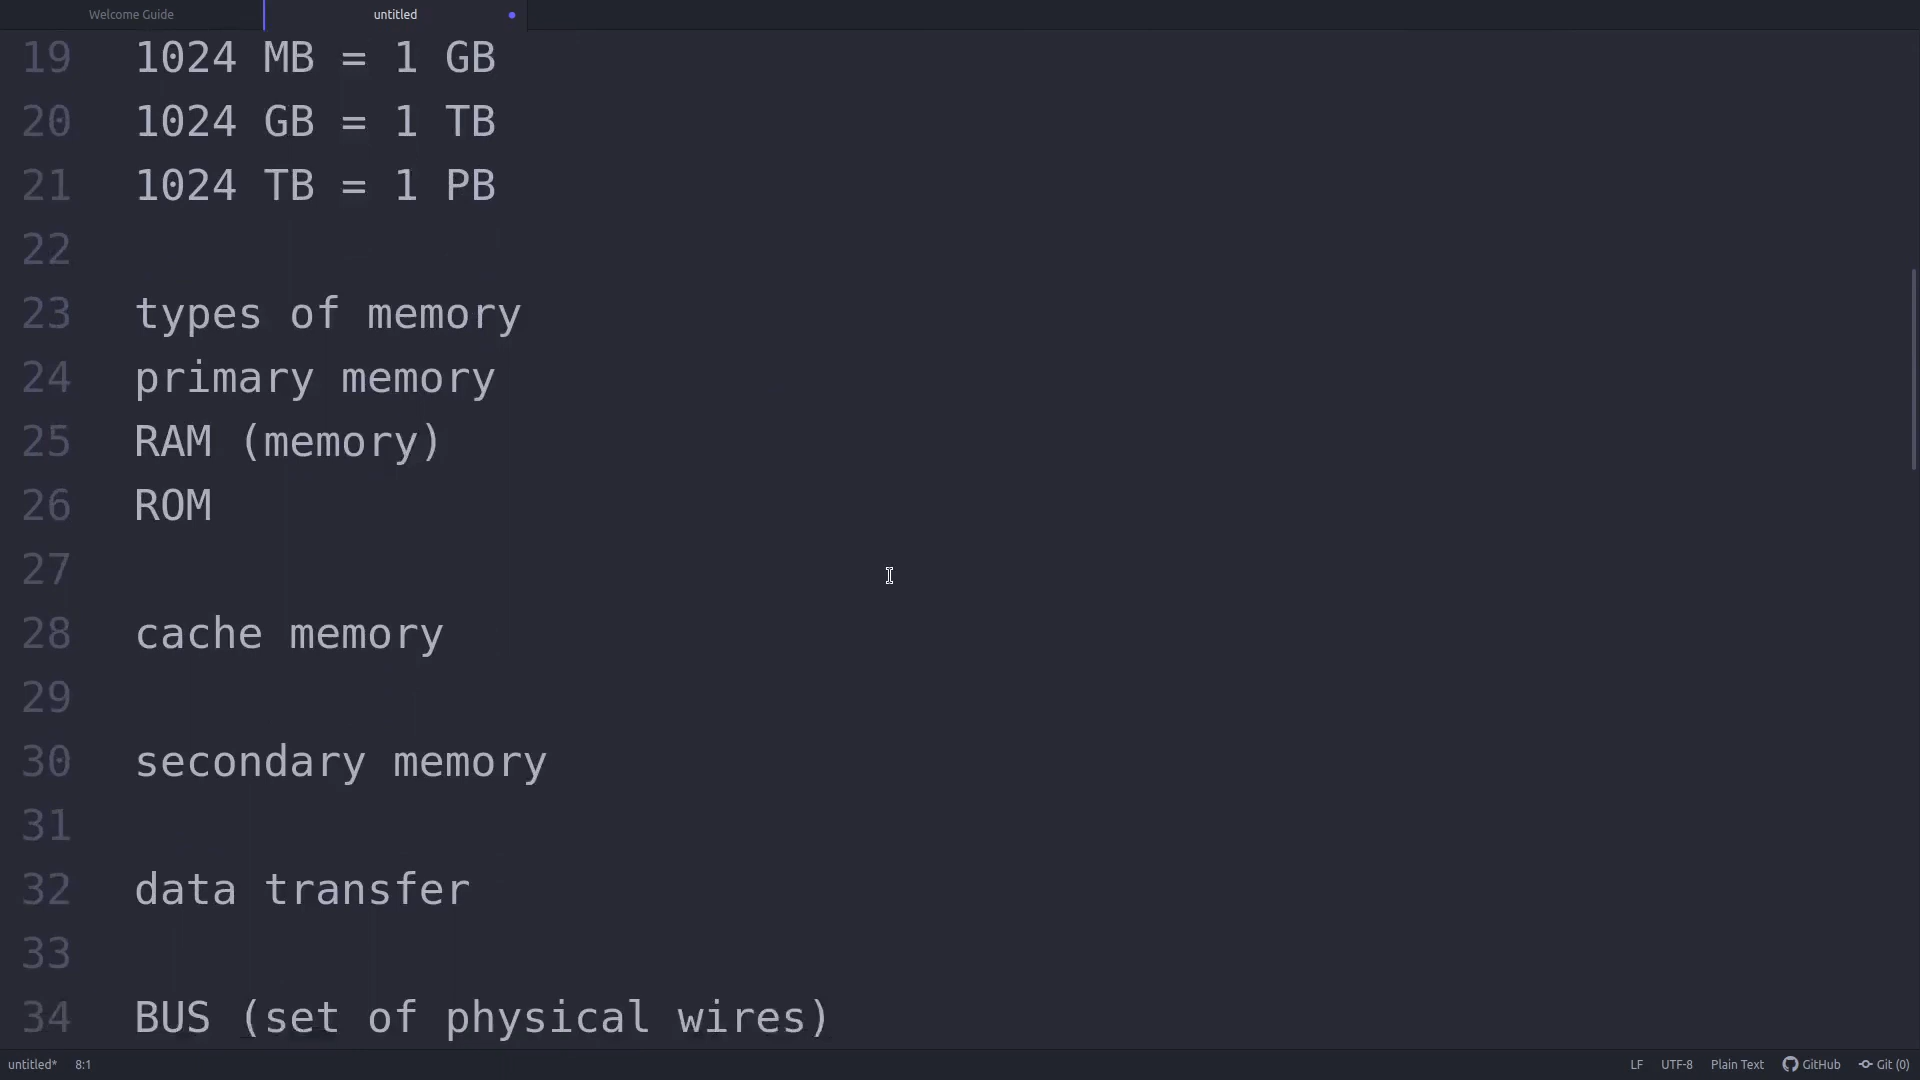 Welcome Guide
untitled
19 1024 MB = 1 GB
20 1024 GB = 1 TB
21 1024 TB = 1 PB
22
23 types of memory
24 primary memory
25 RAM (memory)
26 ROM
27
28 cache memory
29
30 secondary memory
31
32 data transfer
33
34 BUS (set of physical wires)
untitled* 8:1 LF UTF-8 Plain Text GitHub Git (0)